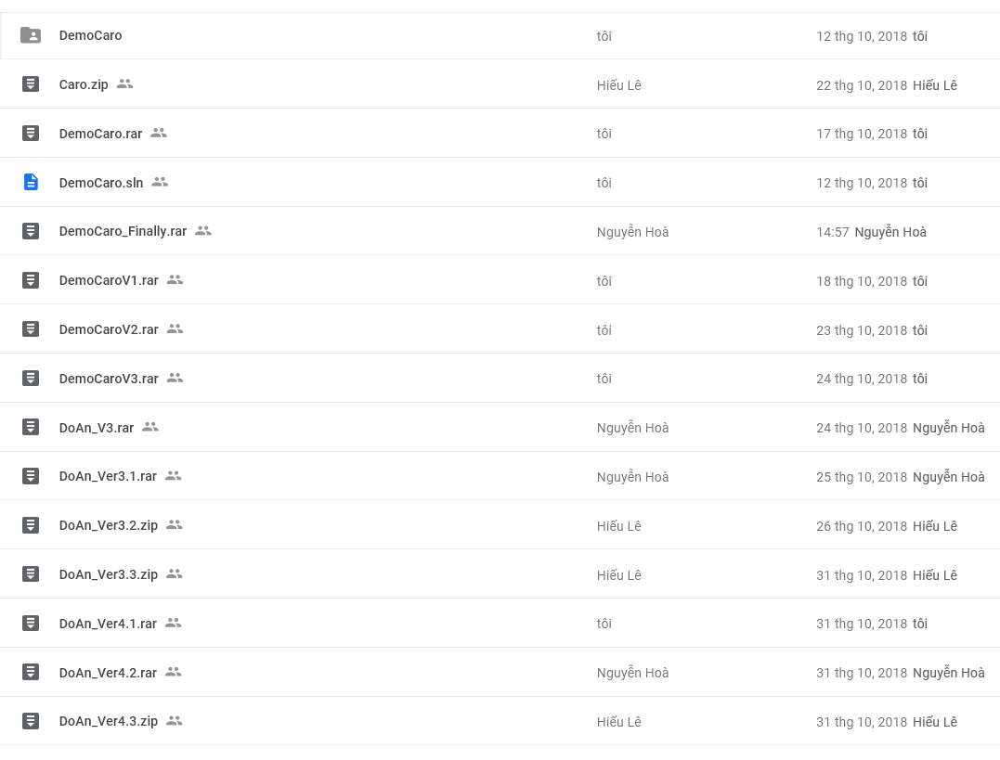 DemoCaro tôi 12 thg 10, 2018 tôi
Caro.zip Hiếu Lê 22 thg 10, 2018 Hiếu Lê
DemoCaro.rar tôi 17 thg 10, 2018 tôi
DemoCaro.sln tôi 12 thg 10, 2018 tôi
DemoCaro_Finally.rar Nguyễn Hoà 14:57 Nguyễn Hoà
DemoCaroV1.rar tôi 18 thg 10, 2018 tôi
DemoCaroV2.rar tôi 23 thg 10, 2018 tôi
DemoCaroV3.rar tôi 24 thg 10, 2018 tôi
DoAn_V3.rar Nguyễn Hoà 24 thg 10, 2018 Nguyễn Hoà
DoAn_Ver3.1.rar Nguyễn Hoà 25 thg 10, 2018 Nguyễn Hoà
DoAn_Ver3.2.zip Hiếu Lê 26 thg 10, 2018 Hiếu Lê
DoAn_Ver3.3.zip Hiếu Lê 31 thg 10, 2018 Hiếu Lê
DoAn_Ver4.1.rar tôi 31 thg 10, 2018 tôi
DoAn_Ver4.2.rar Nguyễn Hoà 31 thg 10, 2018 Nguyễn Hoà
DoAn_Ver4.3.zip Hiếu Lê 31 thg 10, 2018 Hiếu Lê